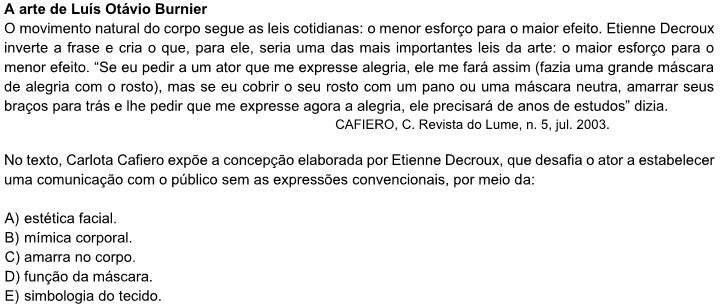 A arte de Luís Otávio Burnier
O movimento natural do corpo segue as leis cotidianas: o menor esforço para o maior efeito. Etienne Decroux
inverte a frase e cria o que, para ele, seria uma das mais importantes leis da arte: o maior esforço para o
menor efeito. “Se eu pedir a um ator que me expresse alegria, ele me fará assim (fazia uma grande máscara
de alegria com o rosto), mas se eu cobrir o seu rosto com um pano ou uma máscara neutra, amarrar seus
braços para trás e lhe pedir que me expresse agora a alegria, ele precisará de anos de estudos” dizia.
CAFIERO, C. Revista do Lume, n. 5, jul. 2003.
No texto, Carlota Cafiero expõe a concepção elaborada por Etienne Decroux, que desafia o ator a estabelecer
uma comunicação com o público sem as expressões convencionais, por meio da:
A) estética facial.
B) mímica corporal.
C) amarra no corpo.
D) função da máscara.
E) simbologia do tecido.